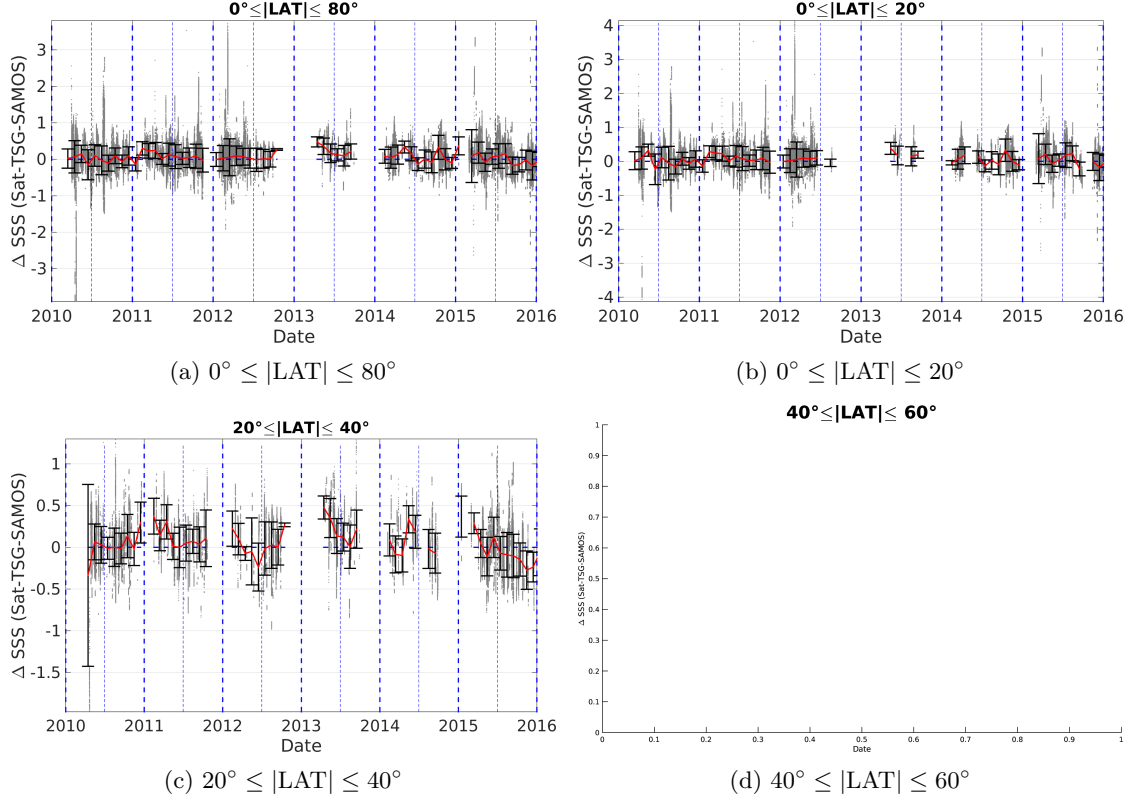 0°≤|LAT|≤ 80°
Δ SSS (Sat-TSG-SAMOS)
3
2
1
0
-1
-2
-3
2010 2011 2012 2013 2014 2015 2016
Date
(a) 0° ≤ |LAT| ≤ 80°
0°≤|LAT|≤ 20°
Δ SSS (Sat-TSG-SAMOS)
4
3
2
1
0
-1
-2
-3
-4
2010 2011 2012 2013 2014 2015 2016
Date
(b) 0° ≤ |LAT| ≤ 20°
20°≤|LAT|≤ 40°
Δ SSS (Sat-TSG-SAMOS)
1
0.5
0
-0.5
-1
-1.5
2010 2011 2012 2013 2014 2015 2016
Date
(c) 20° ≤ |LAT| ≤ 40°
40°≤|LAT|≤ 60°
Δ SSS (Sat-TSG-SAMOS)
1
0.9
0.8
0.7
0.6
0.5
0.4
0.3
0.2
0.1
0
0 0.1 0.2 0.3 0.4 0.5 0.6 0.7 0.8 0.9 1
Date
(d) 40° ≤ |LAT| ≤ 60°